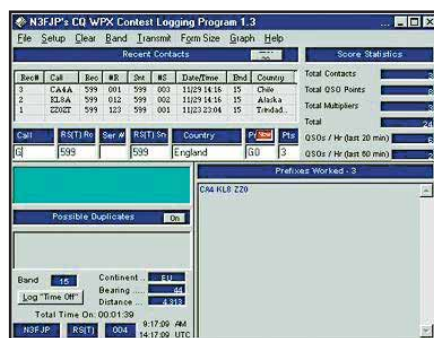 N3FJP's CQ WPX Contest Logging Program 1.3
File Setup Clear Band Transmit Form Size Graph Help
Recent Contacts
Score Statistics
Rec# Call Rec #R Snt #S Date/Time Bnd Country
3 CA4A 599 001 599 003 11/29 14:16 15 Chile
2 KL8A 599 012 599 002 11/29 14:16 15 Alaska
1 ZZ0ZT 599 123 599 001 11/23 23:04 15 Trinidad..
Total Contacts 3
Total QSO Points 8
Total Multipliers 3
Total 24
QSOs / Hr (last 20 min) 6
QSOs / Hr (last 60 min) 2
Call RS(T) Rc Ser # RS(T) Sn Country New Pts
G 599 599 England G0 3
Prefixes Worked - 3
CA4 KL8 ZZ0
Possible Duplicates On
Band 15
Continent .. EU
Bearing ..... 44
Distance ... 4,313
Log "Time Off"
Total Time On: 00:01:39
N3FJP RS(T) 004
9:17:09 AM
14:17:09 UTC